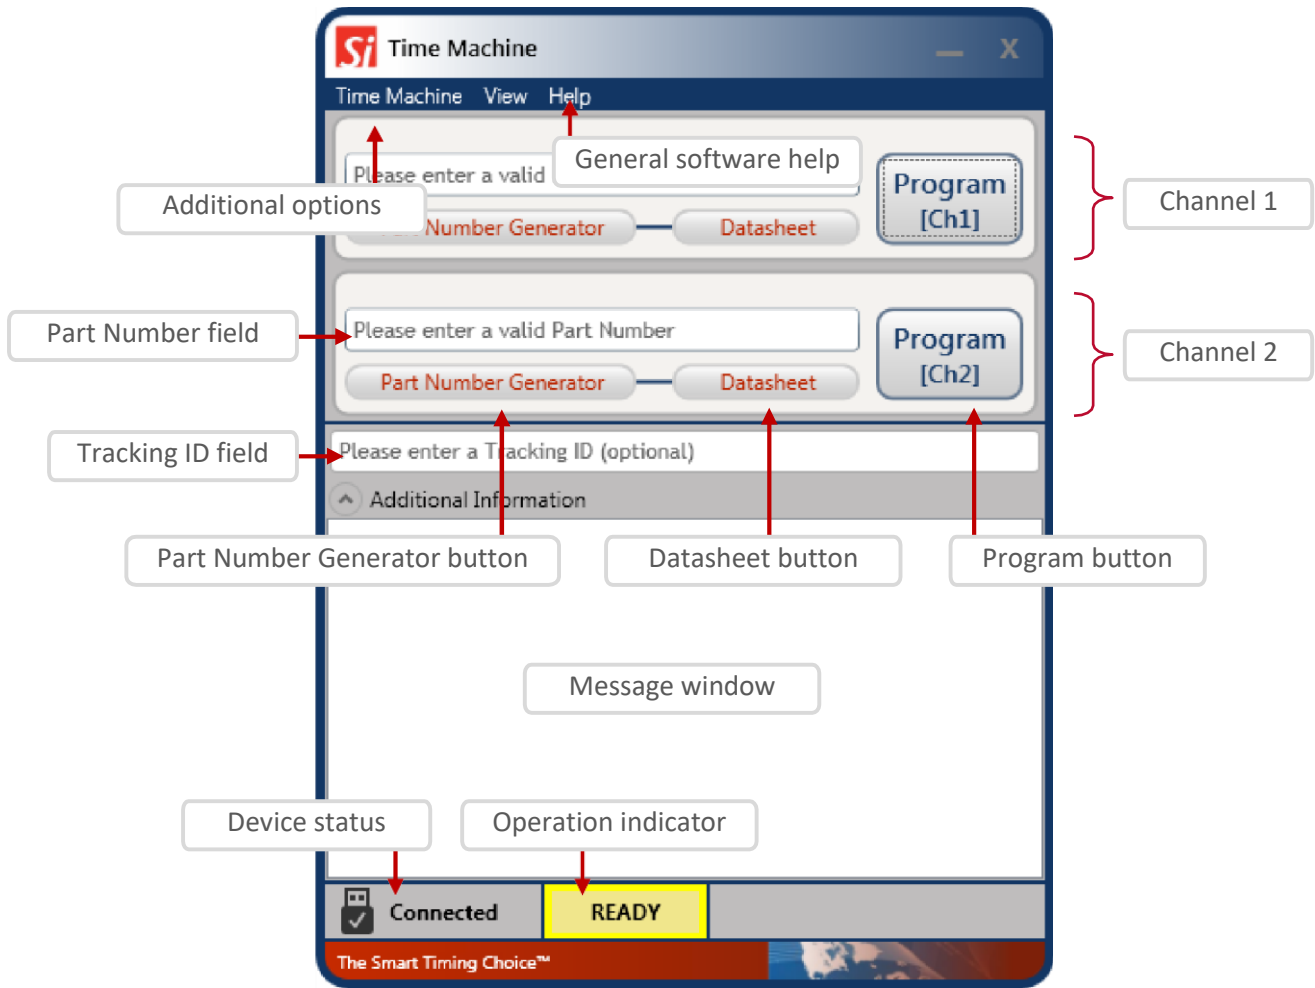 Si Time Machine
— X
Time Machine View Help
General software help
Please enter a valid
Additional options
Program
[Ch1]
Channel 1
Number Generator
Datasheet
Part Number field
Please enter a valid Part Number
Program
[Ch2]
Channel 2
Part Number Generator
Datasheet
Tracking ID field
Please enter a Tracking ID (optional)
Additional Information
Part Number Generator button
Datasheet button
Program button
Message window
Device status
Operation indicator
Connected
READY
The Smart Timing Choice™